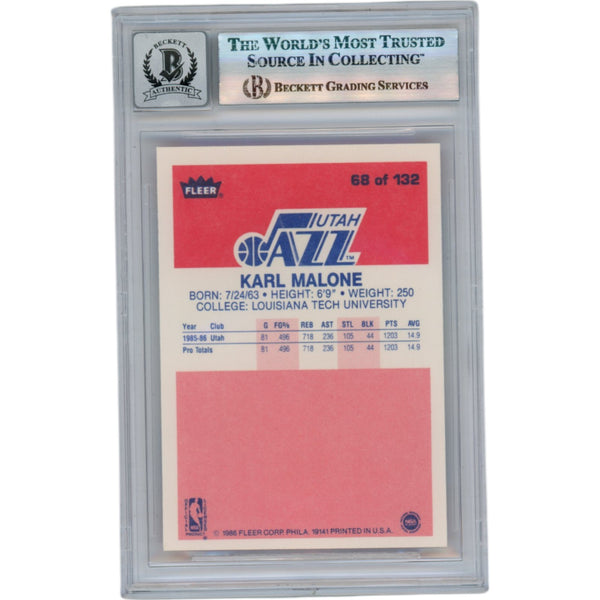 BECKETT
B
AUTHENTIC
THE WORLD'S MOST TRUSTED
SOURCE IN COLLECTING™
B BECKETT GRADING SERVICES
FLEER
68 of 132
UTAH
JAZZ™
KARL MALONE
BORN: 7/24/63 • HEIGHT: 6'9" • WEIGHT: 250
COLLEGE: LOUISIANA TECH UNIVERSITY
Year Club G FG% REB AST STL BLK PTS AVG
1985-86 Utah 81 .496 718 236 105 44 1203 14.9
Pro Totals 81 .496 718 236 105 44 1203 14.9
NBA
© 1986 FLEER CORP. PHILA. 19141 PRINTED IN U.S.A.